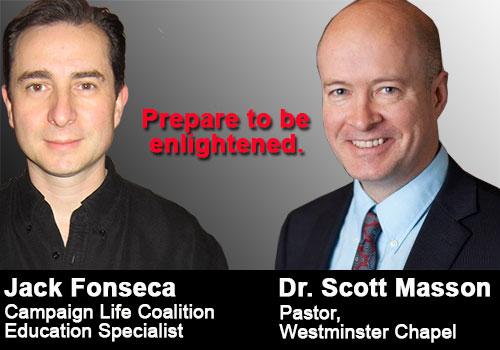 Prepare to be
enlightened.
Jack Fonseca
Campaign Life Coalition
Education Specialist
Dr. Scott Masson
Pastor,
Westminster Chapel